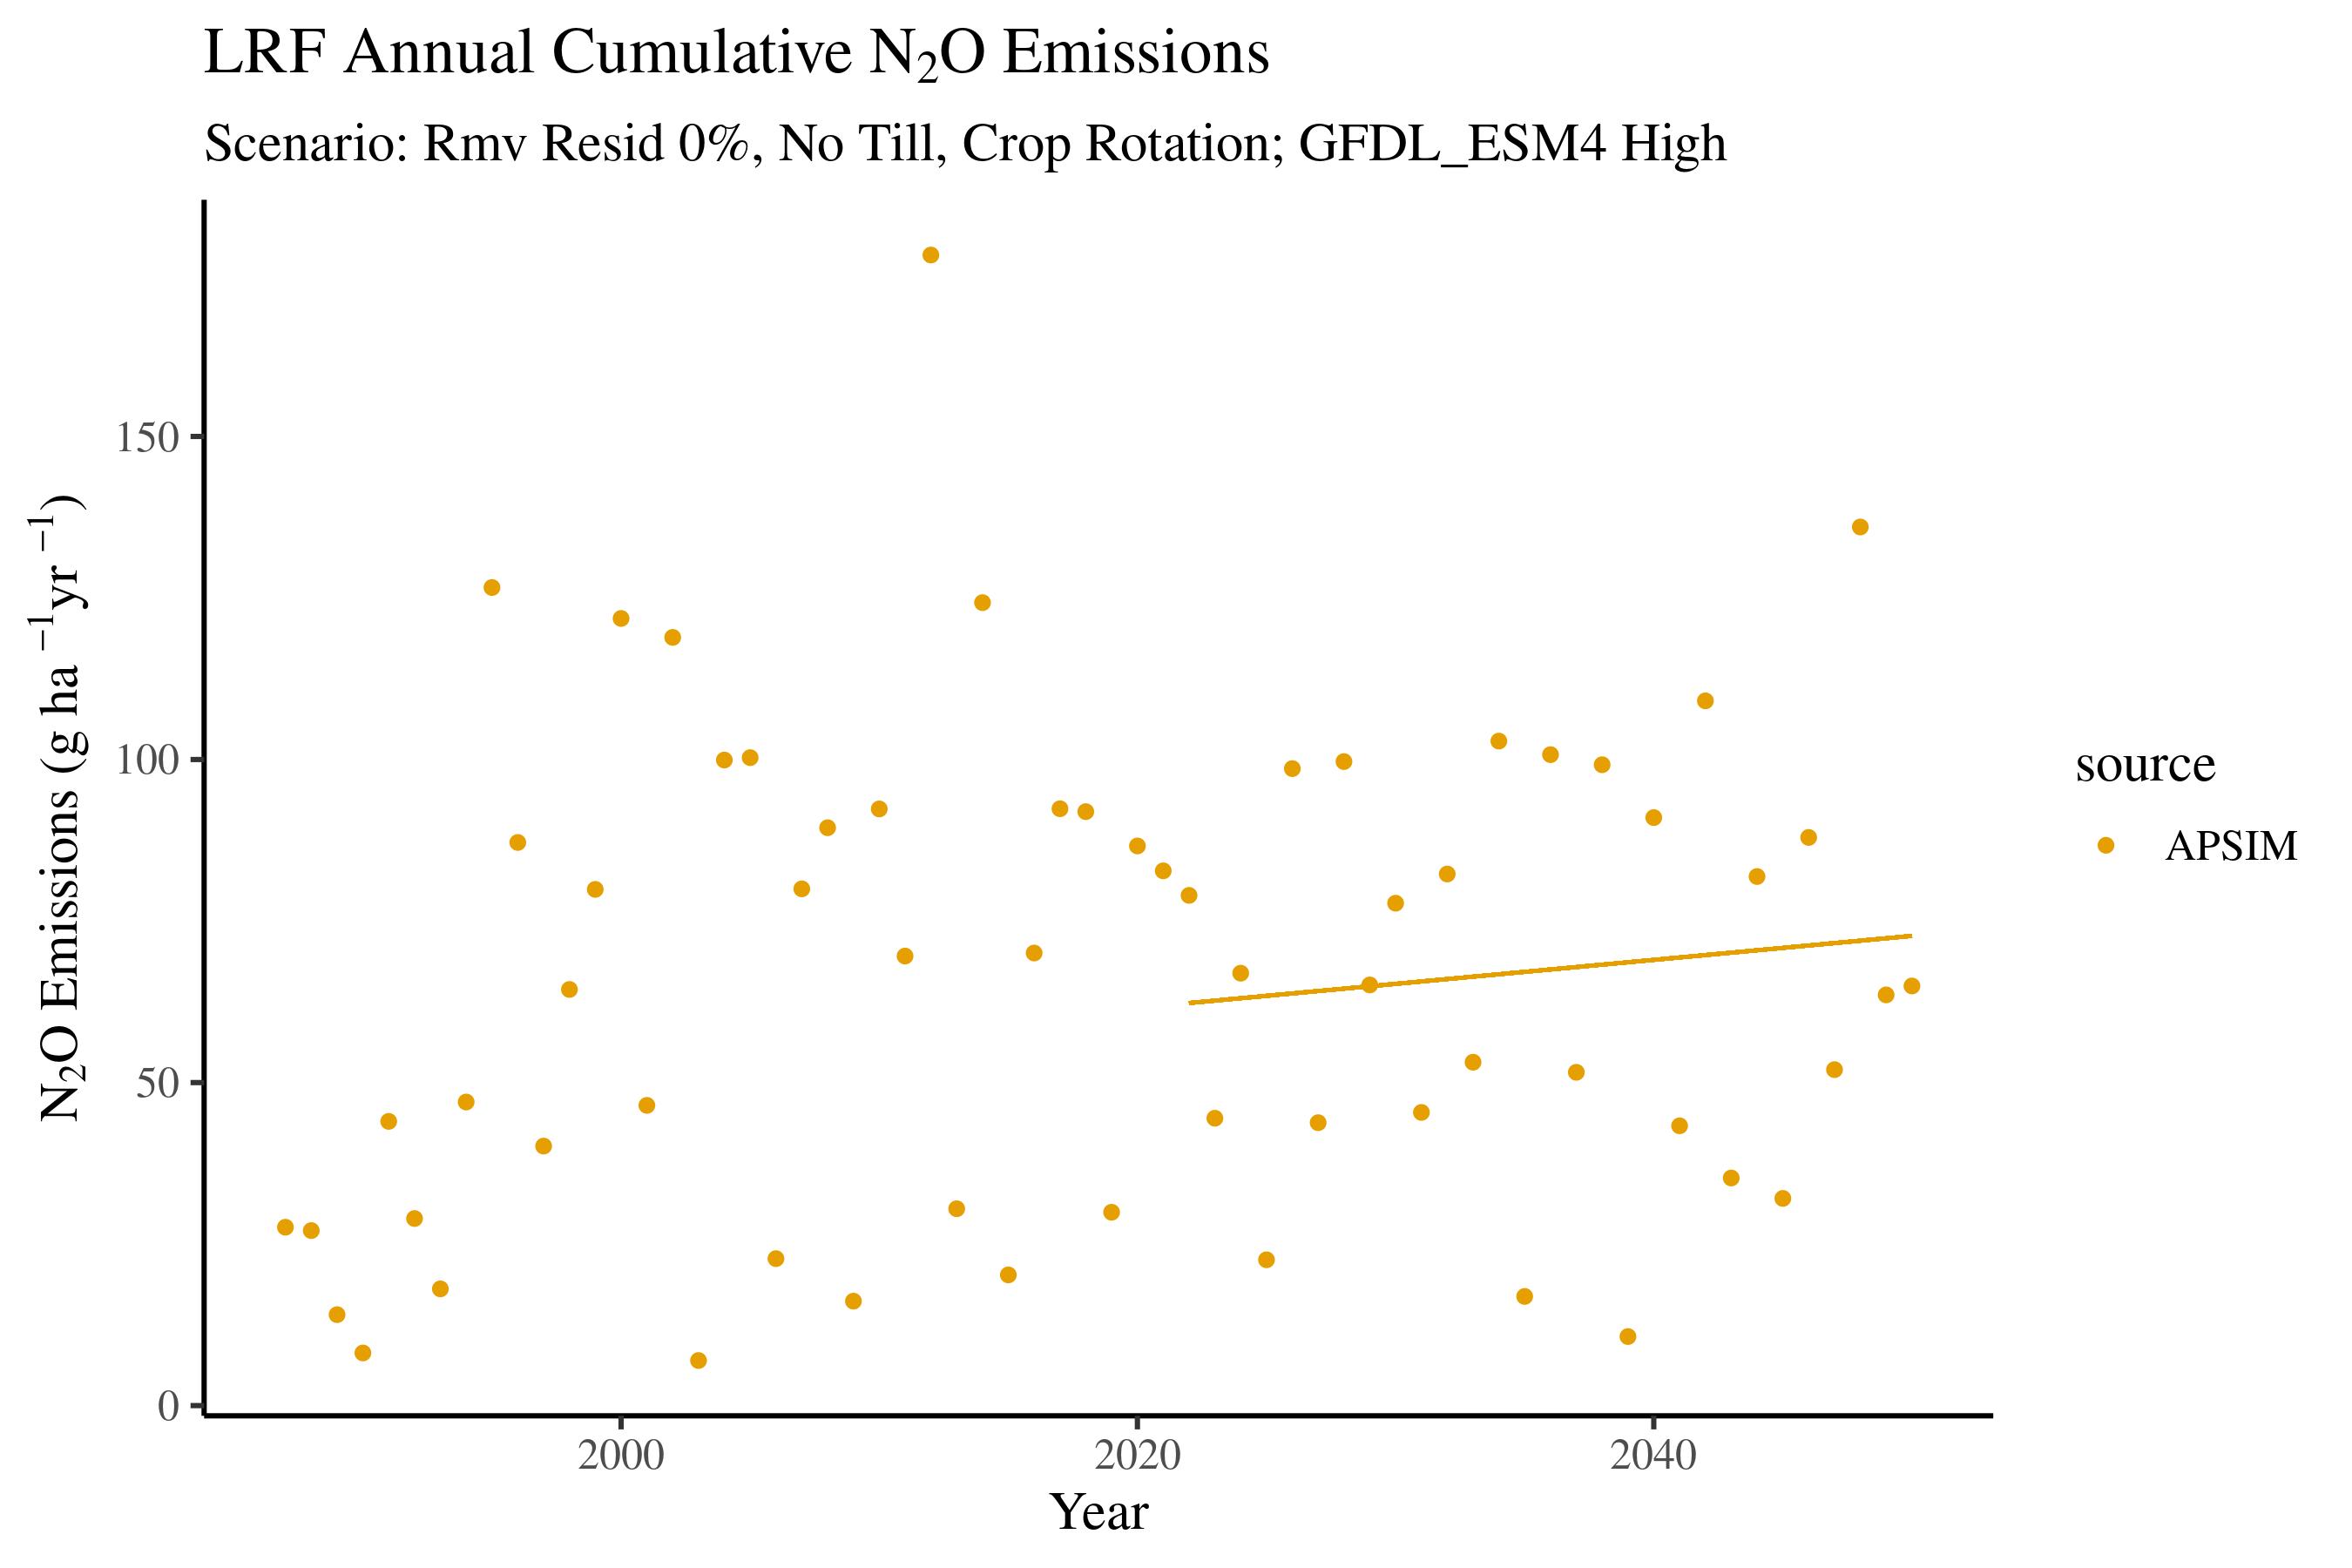 LRF Annual Cumulative N₂O Emissions
Scenario: Rmv Resid 0%, No Till, Crop Rotation; GFDL_ESM4 High
N₂O Emissions (g ha ⁻¹yr ⁻¹)
150
100
50
0
2000 2020 2040
Year
source
APSIM